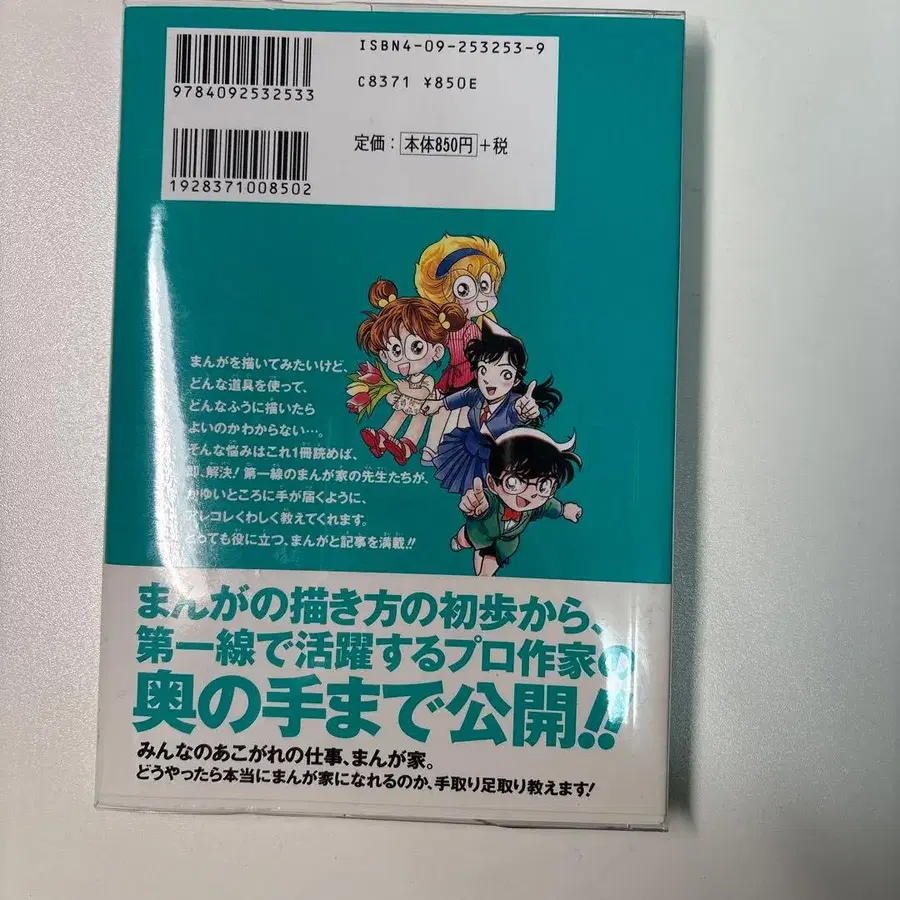 ISBN4-09-253253-9
9784092532533
C8371 ¥850E
定価：本体850円+税
1928371008502
まんがを描いてみたいけど、
どんな道具を使って、
どんなふうに描いたら
よいのかわからない…。
そんな悩みはこれ1冊読めば、
即、解決！第一線のまんが家の先生たちが、
かゆいところに手が届くように、
アレコレくわしく教えてくれます。
とっても役に立つ、まんがと記事を満載!!
まんがの描き方の初歩から、
第一線で活躍するプロ作家の
奥の手まで公開!!
みんなのあこがれの仕事、まんが家。
どうやったら本当にまんが家になれるのか、手取り足取り教えます！